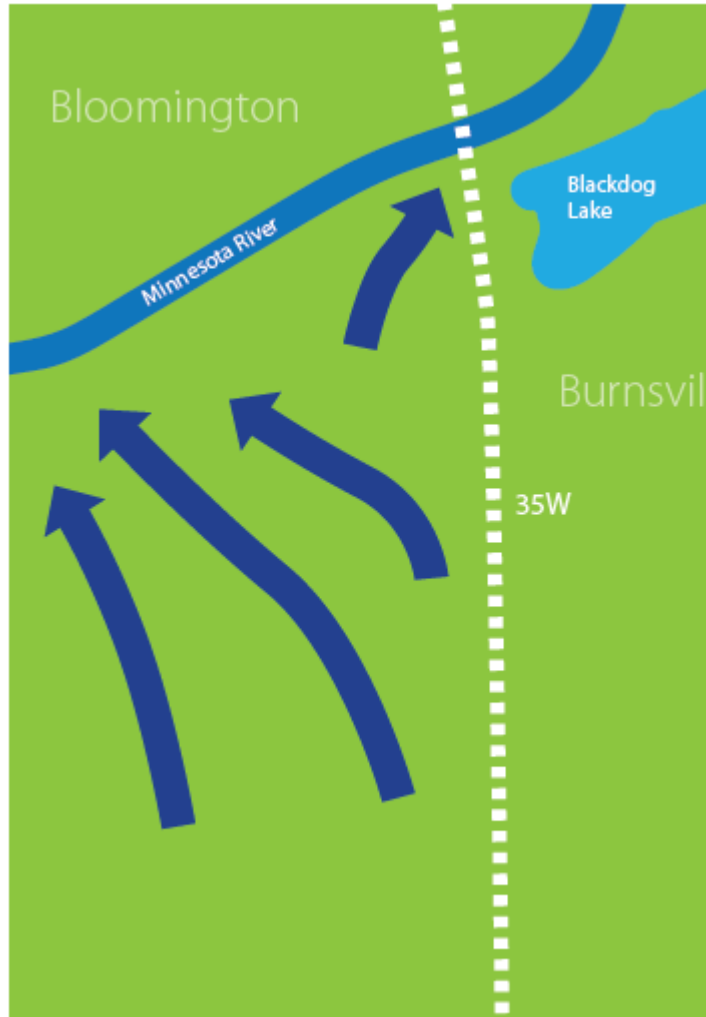 Bloomington
Blackdog
Lake
Minnesota River
Burnsvil
35W